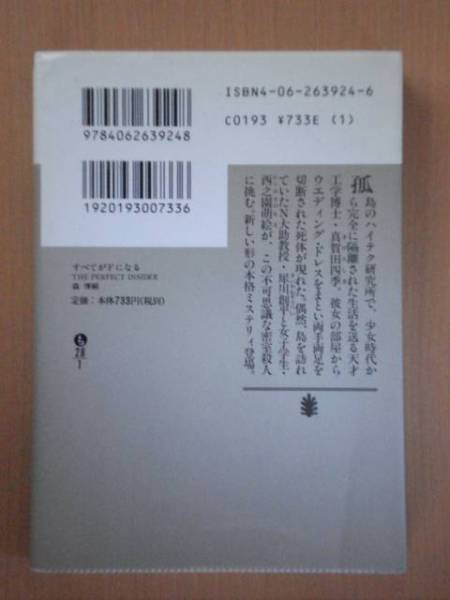 ISBN4-06-263924-6
C0193 ¥733E (1)
9784062639248
1920193007336
すべてがFになる
THE PERFECT INSIDER
森 博嗣
定価:本体733円(税別)
も
28
1
孤島のハイテク研究所で、少女時代か
ら完全に隔離された生活を送る天才
工学博士・真賀田四季。彼女の部屋から
ウエディング・ドレスをまとい両手両足を
切断された死体が現れた。偶然、島を訪れ
ていたN大助教授・犀川創平と女子学生・
西之園萌絵が、この不可思議な密室殺人
に挑む。新しい形の本格ミステリィ登場。